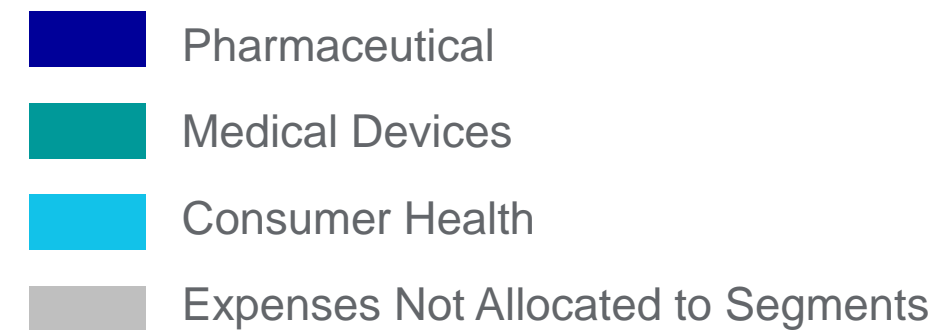 Pharmaceutical
Medical Devices
Consumer Health
Expenses Not Allocated to Segments